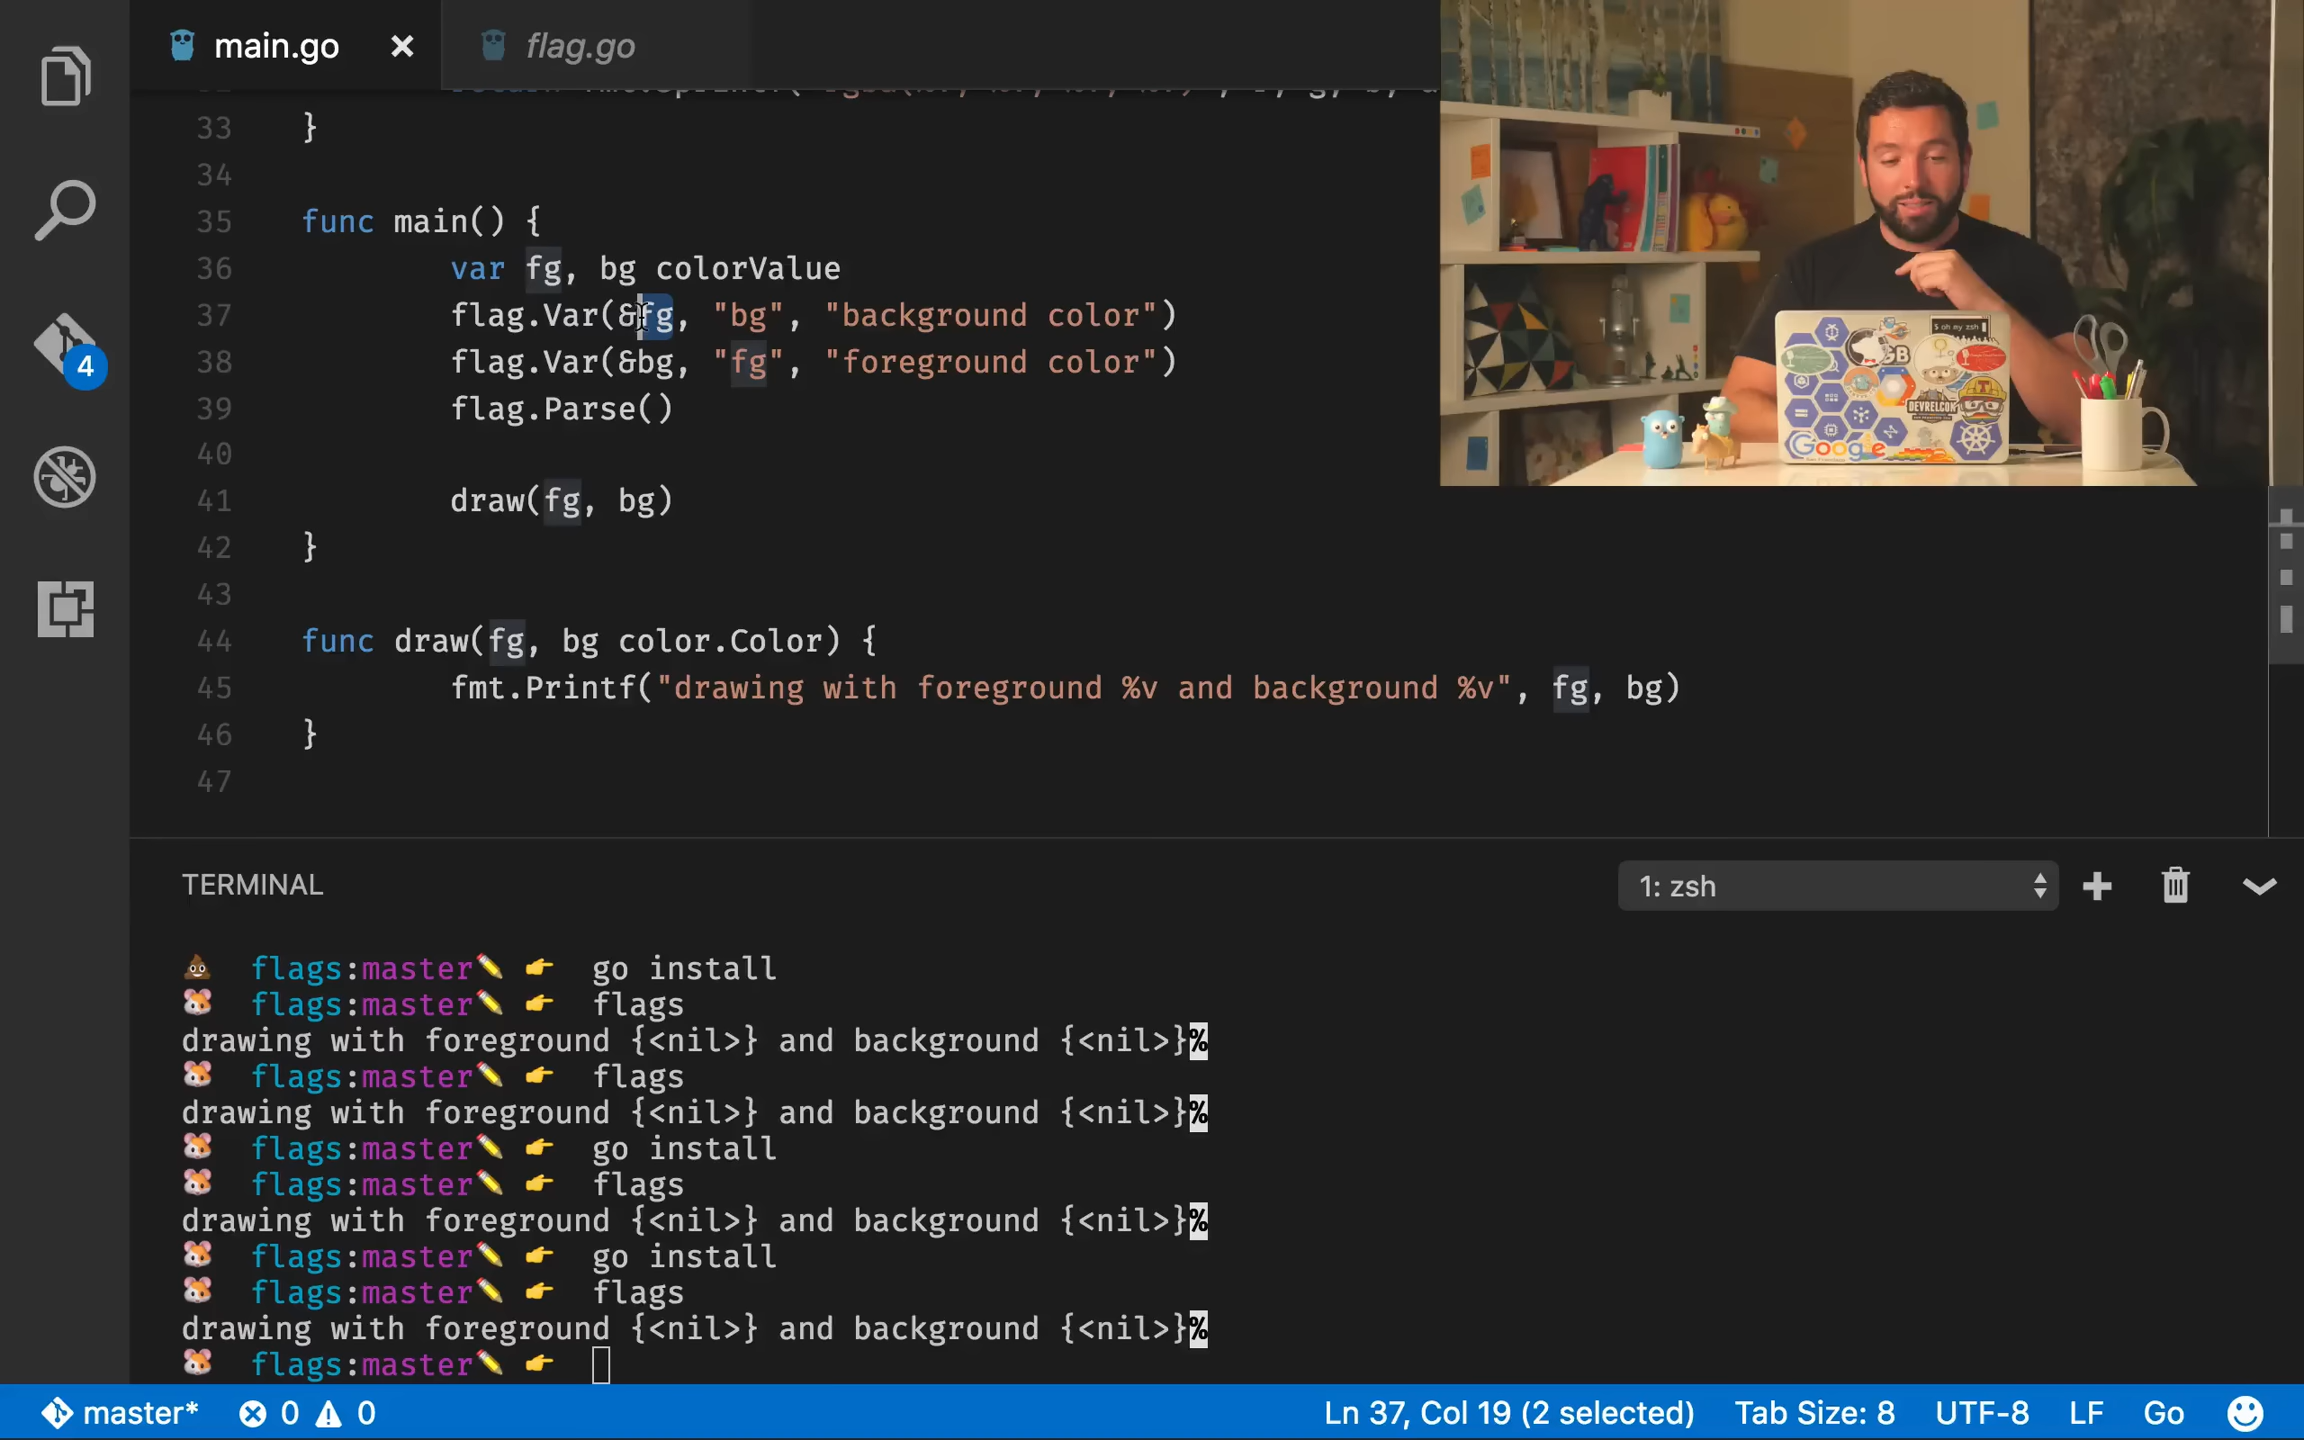 main.go
flag.go
33 }
34
35 func main() {
36 var fg, bg colorValue
37 flag.Var(&fg, "bg", "background color")
38 flag.Var(&bg, "fg", "foreground color")
39 flag.Parse()
40
41 draw(fg, bg)
42 }
43
44 func draw(fg, bg color.Color) {
45 fmt.Printf("drawing with foreground %v and background %v", fg, bg)
46 }
47
4
$ oh my zsh
DEVRELCON
Google
TERMINAL
1: zsh
flags:master go install
flags:master flags
drawing with foreground {<nil>} and background {<nil>}%
flags:master flags
drawing with foreground {<nil>} and background {<nil>}%
flags:master go install
flags:master flags
drawing with foreground {<nil>} and background {<nil>}%
flags:master go install
flags:master flags
drawing with foreground {<nil>} and background {<nil>}%
flags:master
master* 0 0
Ln 37, Col 19 (2 selected) Tab Size: 8 UTF-8 LF Go